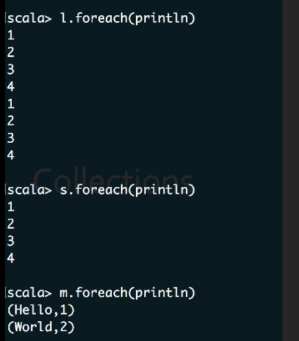 scala> l.foreach(println)
1
2
3
4
1
2
3
4
Collections
scala> s.foreach(println)
1
2
3
4
scala> m.foreach(println)
(Hello,1)
(World,2)